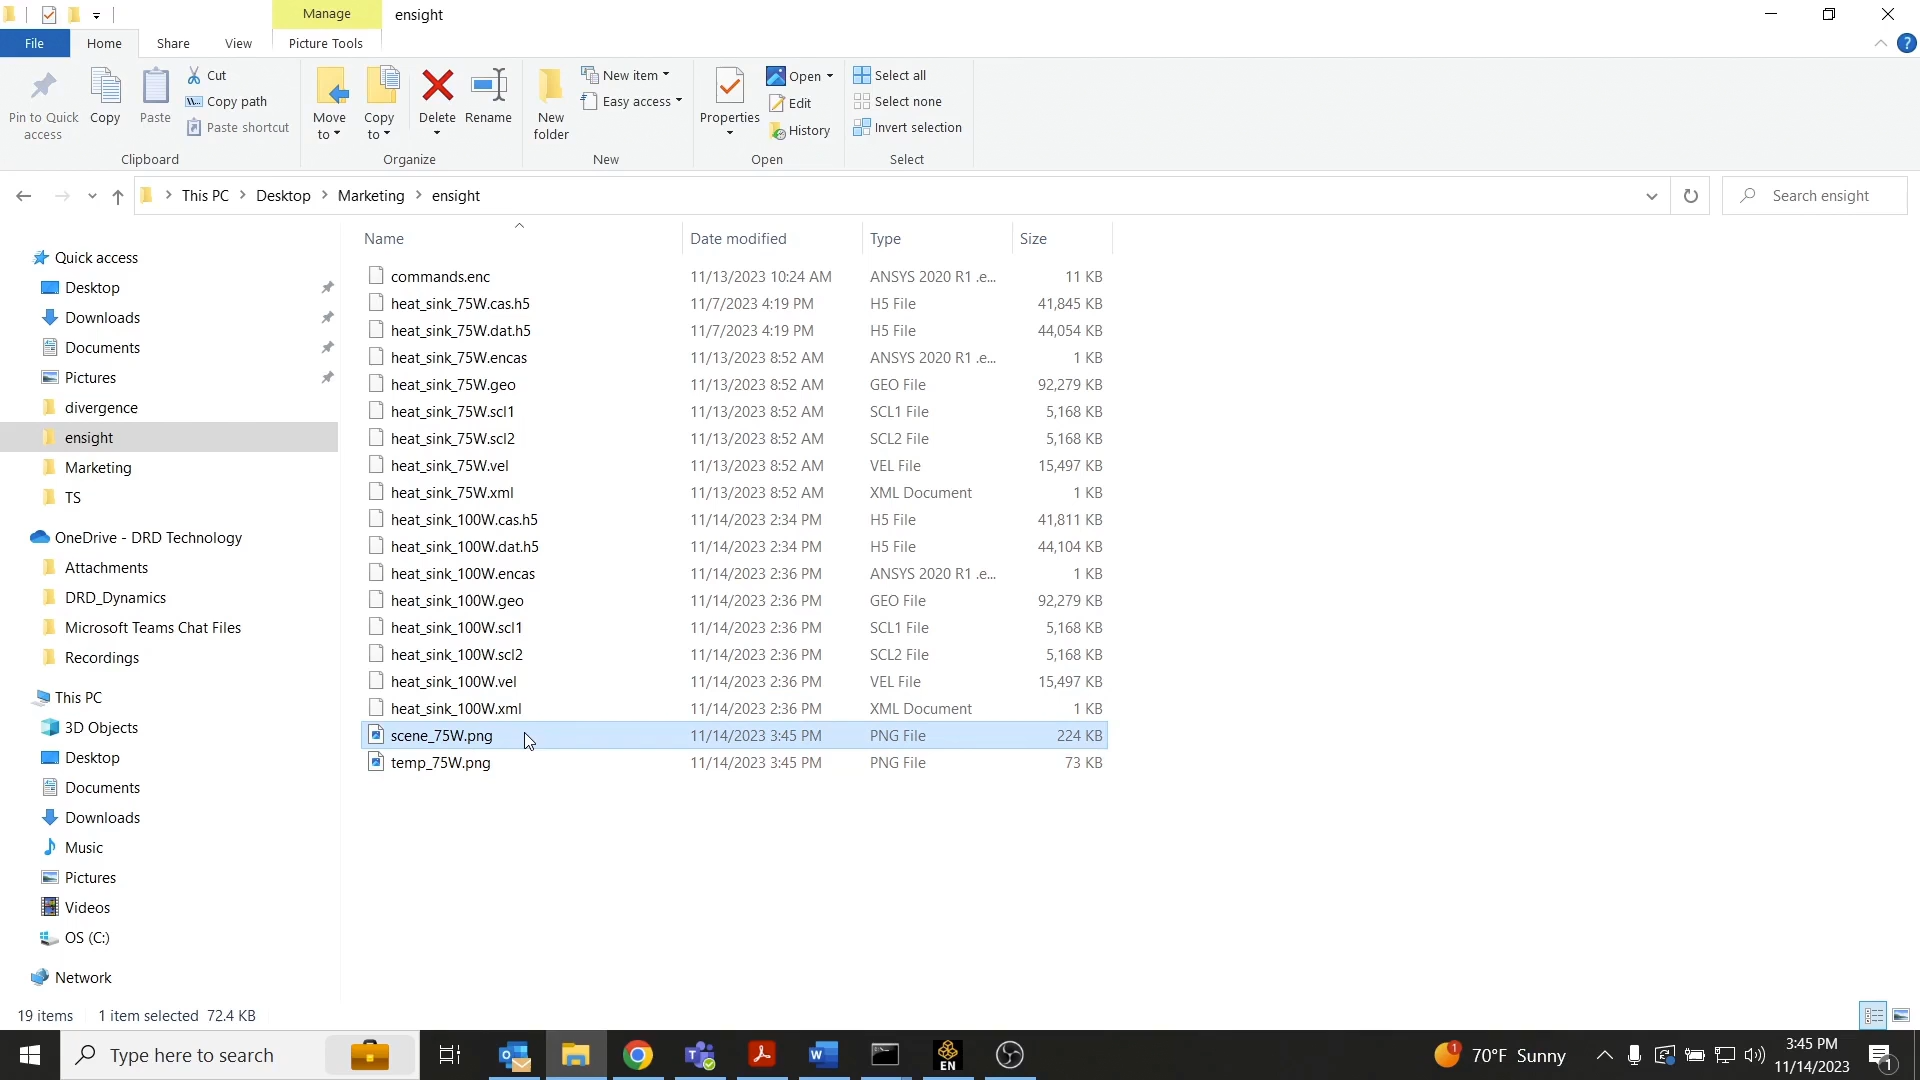 Manage
ensight
File
Home
Share
View
Picture Tools
Pin to Quick access
Copy
Paste
Cut
Copy path
Paste shortcut
Clipboard
Move to
Copy to
Delete
Rename
Organize
New folder
New item
Easy access
New
Properties
Open
Edit
History
Open
Select all
Select none
Invert selection
Select
This PC
Desktop
Marketing
ensight
Search ensight
Quick access
Desktop
Downloads
Documents
Pictures
divergence
ensight
Marketing
TS
OneDrive - DRD Technology
Attachments
DRD_Dynamics
Microsoft Teams Chat Files
Recordings
This PC
3D Objects
Desktop
Documents
Downloads
Music
Pictures
Videos
OS (C:)
Network
Name Date modified Type Size
commands.enc 11/13/2023 10:24 AM ANSYS 2020 R1 .e... 11 KB
heat_sink_75W.cas.h5 11/7/2023 4:19 PM H5 File 41,845 KB
heat_sink_75W.dat.h5 11/7/2023 4:19 PM H5 File 44,054 KB
heat_sink_75W.encas 11/13/2023 8:52 AM ANSYS 2020 R1 .e... 1 KB
heat_sink_75W.geo 11/13/2023 8:52 AM GEO File 92,279 KB
heat_sink_75W.scl1 11/13/2023 8:52 AM SCL1 File 5,168 KB
heat_sink_75W.scl2 11/13/2023 8:52 AM SCL2 File 5,168 KB
heat_sink_75W.vel 11/13/2023 8:52 AM VEL File 15,497 KB
heat_sink_75W.xml 11/13/2023 8:52 AM XML Document 1 KB
heat_sink_100W.cas.h5 11/14/2023 2:34 PM H5 File 41,811 KB
heat_sink_100W.dat.h5 11/14/2023 2:34 PM H5 File 44,104 KB
heat_sink_100W.encas 11/14/2023 2:36 PM ANSYS 2020 R1 .e... 1 KB
heat_sink_100W.geo 11/14/2023 2:36 PM GEO File 92,279 KB
heat_sink_100W.scl1 11/14/2023 2:36 PM SCL1 File 5,168 KB
heat_sink_100W.scl2 11/14/2023 2:36 PM SCL2 File 5,168 KB
heat_sink_100W.vel 11/14/2023 2:36 PM VEL File 15,497 KB
heat_sink_100W.xml 11/14/2023 2:36 PM XML Document 1 KB
scene_75W.png 11/14/2023 3:45 PM PNG File 224 KB
temp_75W.png 11/14/2023 3:45 PM PNG File 73 KB
19 items 1 item selected 72.4 KB
Type here to search
EN
1
70°F Sunny
3:45 PM
11/14/2023
1